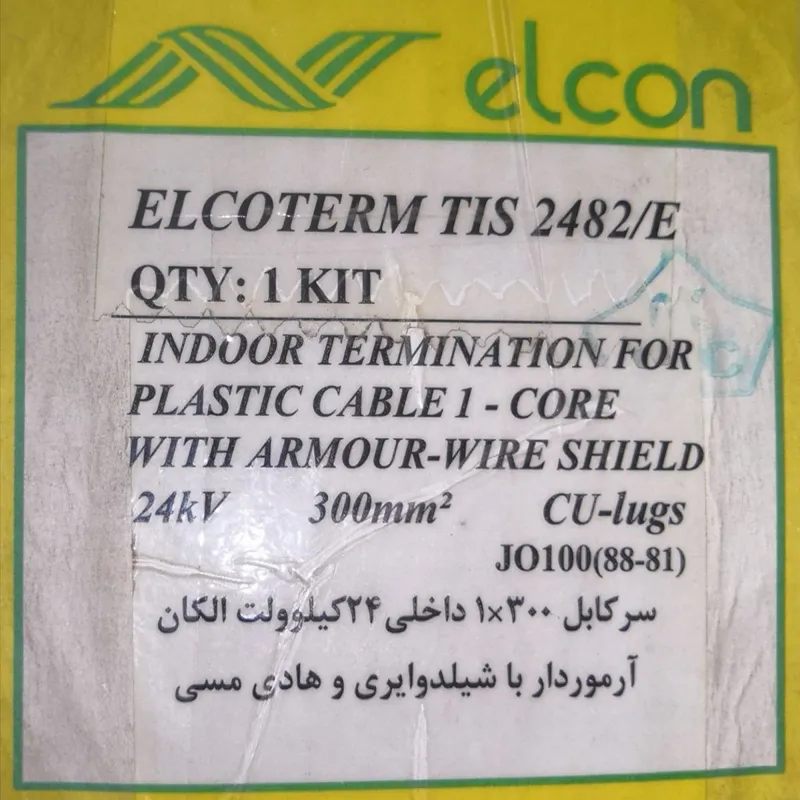 elcon
ELCOTERM TIS 2482/E
QTY: 1 KIT
INDOOR TERMINATION FOR
PLASTIC CABLE 1 - CORE
WITH ARMOUR-WIRE SHIELD
24kV 300mm² CU-lugs
JO100(88-81)
سرکابل ۳۰۰×۱ داخلی ۲۴کیلوولت الکان
آرموردار با شیلدوایری و هادی مسی